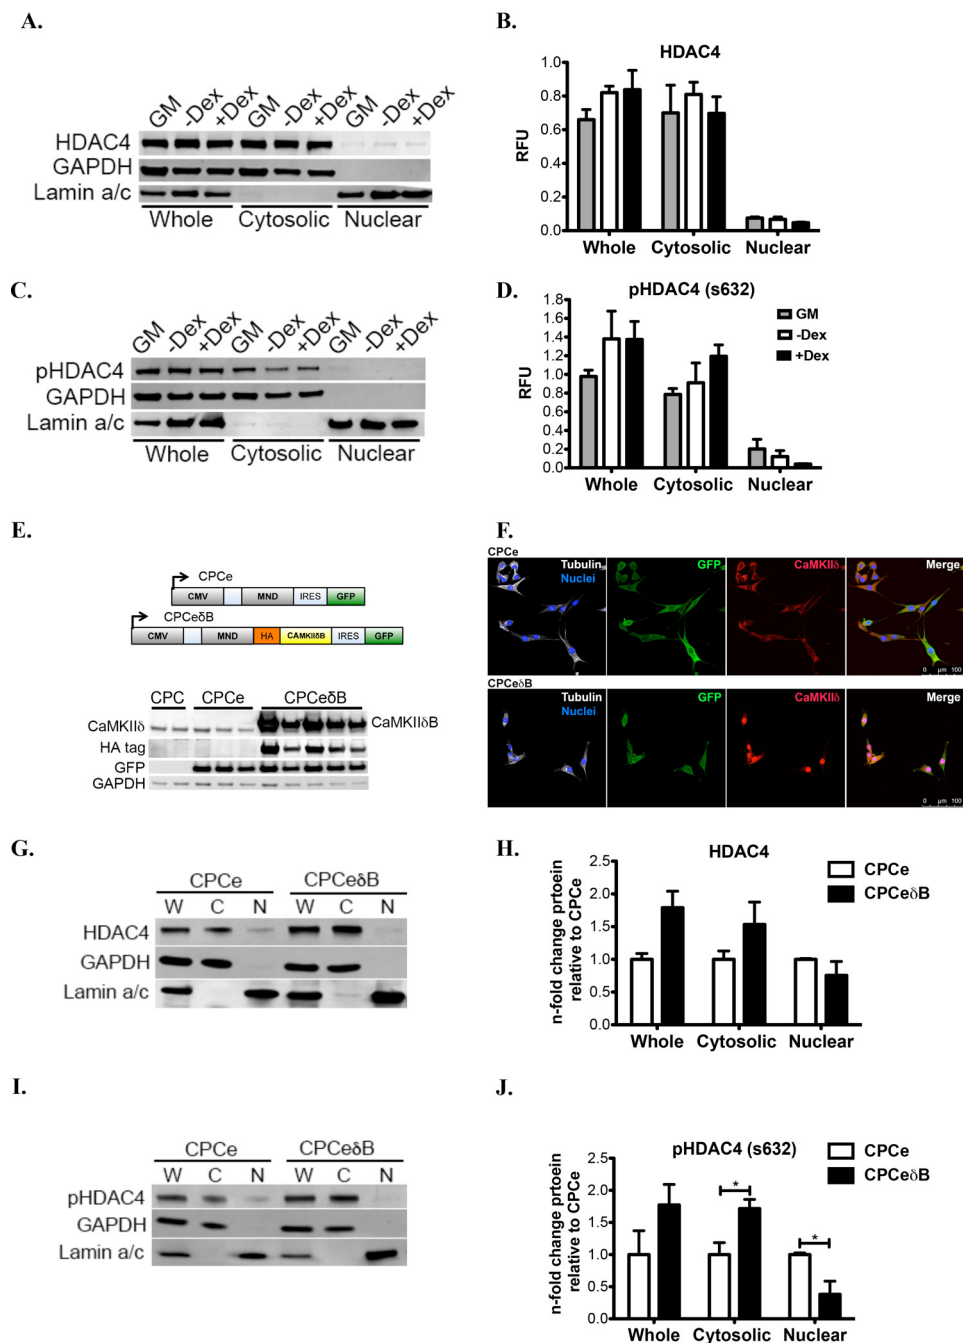 A.
GM -Dex +Dex GM -Dex +Dex GM -Dex +Dex
HDAC4
GAPDH
Lamin a/c
Whole Cytosolic Nuclear
B.
HDAC4
RFU
1.0
0.8
0.6
0.4
0.2
0.0
Whole Cytosolic Nuclear
C.
GM -Dex +Dex GM -Dex +Dex GM -Dex +Dex
pHDAC4
GAPDH
Lamin a/c
Whole Cytosolic Nuclear
D.
pHDAC4 (s632)
RFU
1.8
1.6
1.4
1.2
1.0
0.8
0.6
0.4
0.2
0.0
GM
-Dex
+Dex
Whole Cytosolic Nuclear
E.
CPCe
CMV MND IRES GFP
CPCeδB
CMV MND HA CAMKIIδB IRES GFP
CPC CPCe CPCeδB
CaMKIIδ CaMKIIδB
HA tag
GFP
GAPDH
F.
CPCe
Tubulin GFP CaMKIIδ Merge
Nuclei
0 µm 100
CPCeδB
Tubulin GFP CaMKIIδ Merge
Nuclei
0 µm 100
G.
CPCe CPCeδB
W C N W C N
HDAC4
GAPDH
Lamin a/c
H.
HDAC4
n-fold change prtoein
relative to CPCe
2.5
2.0
1.5
1.0
0.5
0.0
CPCe
CPCeδB
Whole Cytosolic Nuclear
I.
CPCe CPCeδB
W C N W C N
pHDAC4
GAPDH
Lamin a/c
J.
pHDAC4 (s632)
n-fold change prtoein
relative to CPCe
2.5
2.0
1.5
1.0
0.5
0.0
* *
CPCe
CPCeδB
Whole Cytosolic Nuclear